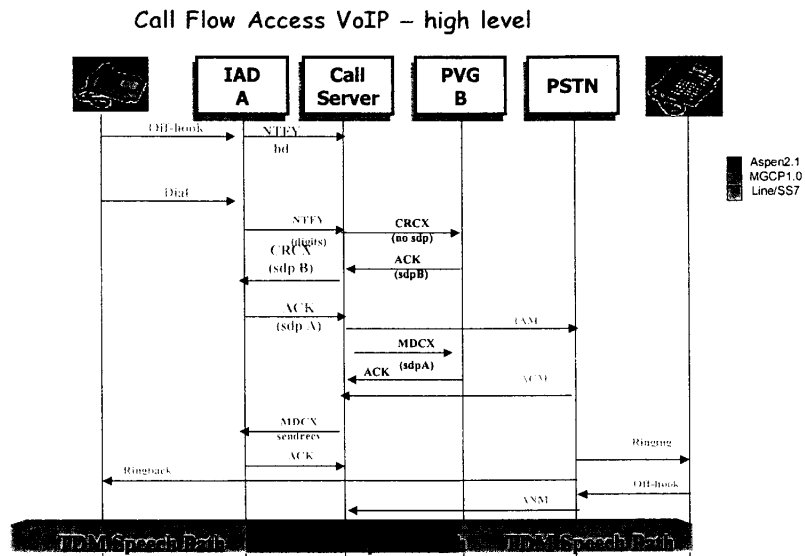 Call Flow Access VoIP – high level
IAD
A
Call
Server
PVG
B
PSTN
Aspen2.1
MGCP1.0
Line/SS7
Off-hook
NTFY
hd
Dial
NTFY
(digits)
CRCX
(no sdp)
CRCX
(sdp B)
ACK
(sdpB)
ACK
(sdp A)
IAM
MDCX
(sdpA)
ACK
ACM
MDCX
sendrecv
Ringing
ACK
Ringback
Off-hook
ANM
TDM Speech Path
TDM Speech Path